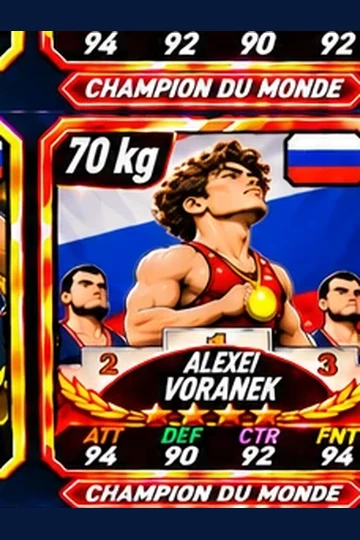 94 92 90 92
CHAMPION DU MONDE
70 kg
1
2 3
ALEXEI
VORANEK
ATT DEF CTR FNT
94 90 92 94
CHAMPION DU MONDE